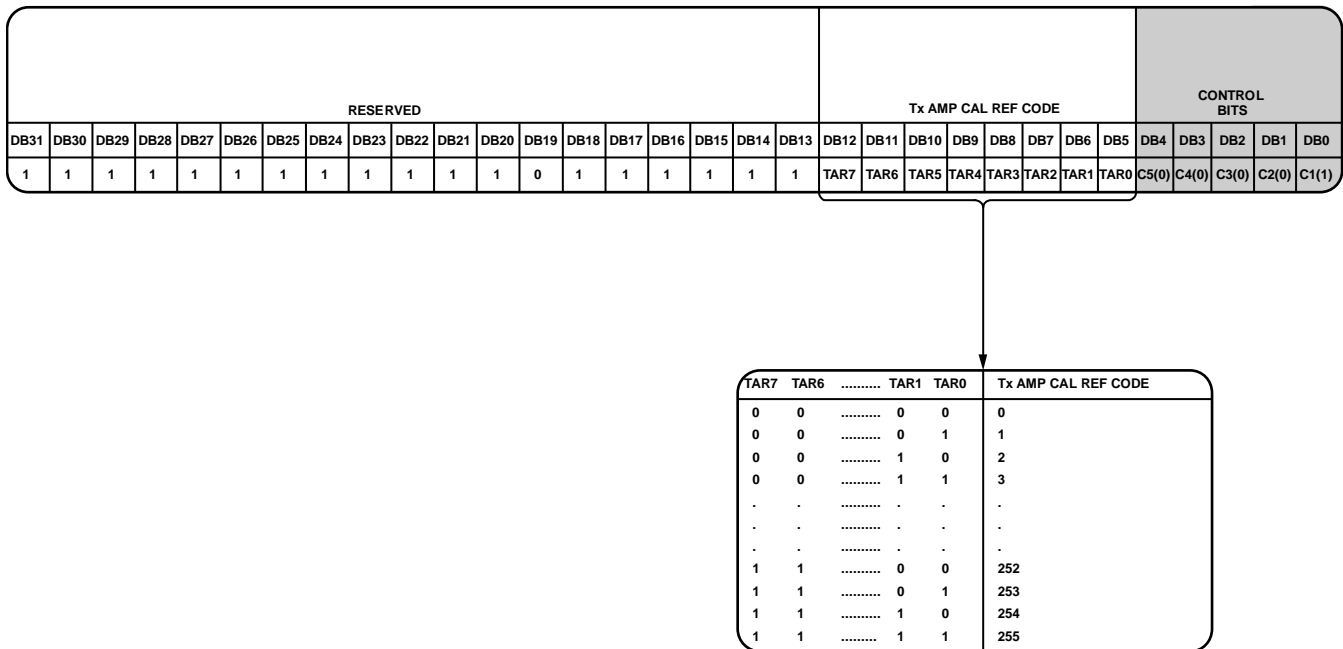 RESERVED
Tx AMP CAL REF CODE
CONTROL
BITS
DB31 DB30 DB29 DB28 DB27 DB26 DB25 DB24 DB23 DB22 DB21 DB20 DB19 DB18 DB17 DB16 DB15 DB14 DB13 DB12 DB11 DB10 DB9 DB8 DB7 DB6 DB5 DB4 DB3 DB2 DB1 DB0
1 1 1 1 1 1 1 1 1 1 1 1 0 1 1 1 1 1 1 TAR7 TAR6 TAR5 TAR4 TAR3 TAR2 TAR1 TAR0 C5(0) C4(0) C3(0) C2(0) C1(1)
TAR7 TAR6 .......... TAR1 TAR0 Tx AMP CAL REF CODE
0 0 .......... 0 0 0
0 0 .......... 0 1 1
0 0 .......... 1 0 2
0 0 .......... 1 1 3
. . .......... . . .
. . .......... . . .
. . .......... . . .
1 1 .......... 0 0 252
1 1 .......... 0 1 253
1 1 .......... 1 0 254
1 1 ......... 1 1 255